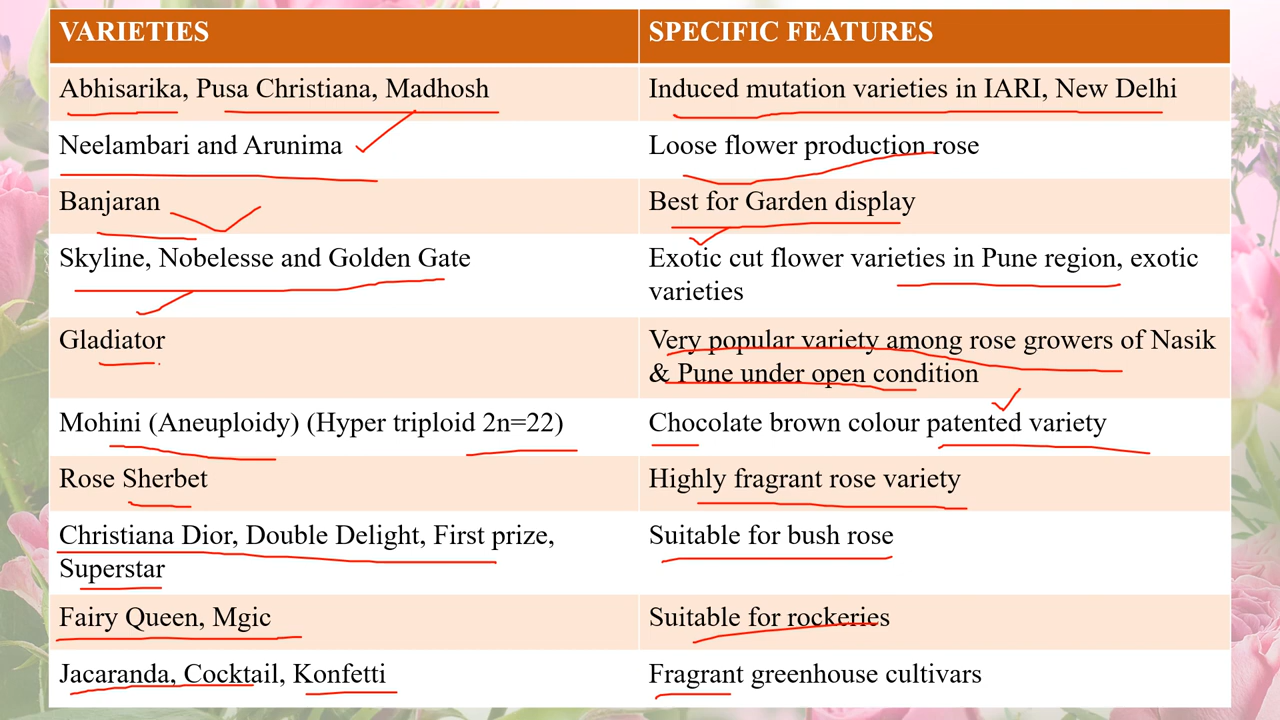 VARIETIES
SPECIFIC FEATURES
Abhisarika, Pusa Christiana, Madhosh
Induced mutation varieties in IARI, New Delhi
Neelambari and Arunima
Loose flower production rose
Banjaran
Best for Garden display
Skyline, Nobelesse and Golden Gate
Exotic cut flower varieties in Pune region, exotic
varieties
Gladiator
Very popular variety among rose growers of Nasik
& Pune under open condition
Mohini (Aneuploidy) (Hyper triploid 2n=22)
Chocolate brown colour patented variety
Rose Sherbet
Highly fragrant rose variety
Christiana Dior, Double Delight, First prize,
Superstar
Suitable for bush rose
Fairy Queen, Mgic
Suitable for rockeries
Jacaranda, Cocktail, Konfetti
Fragrant greenhouse cultivars